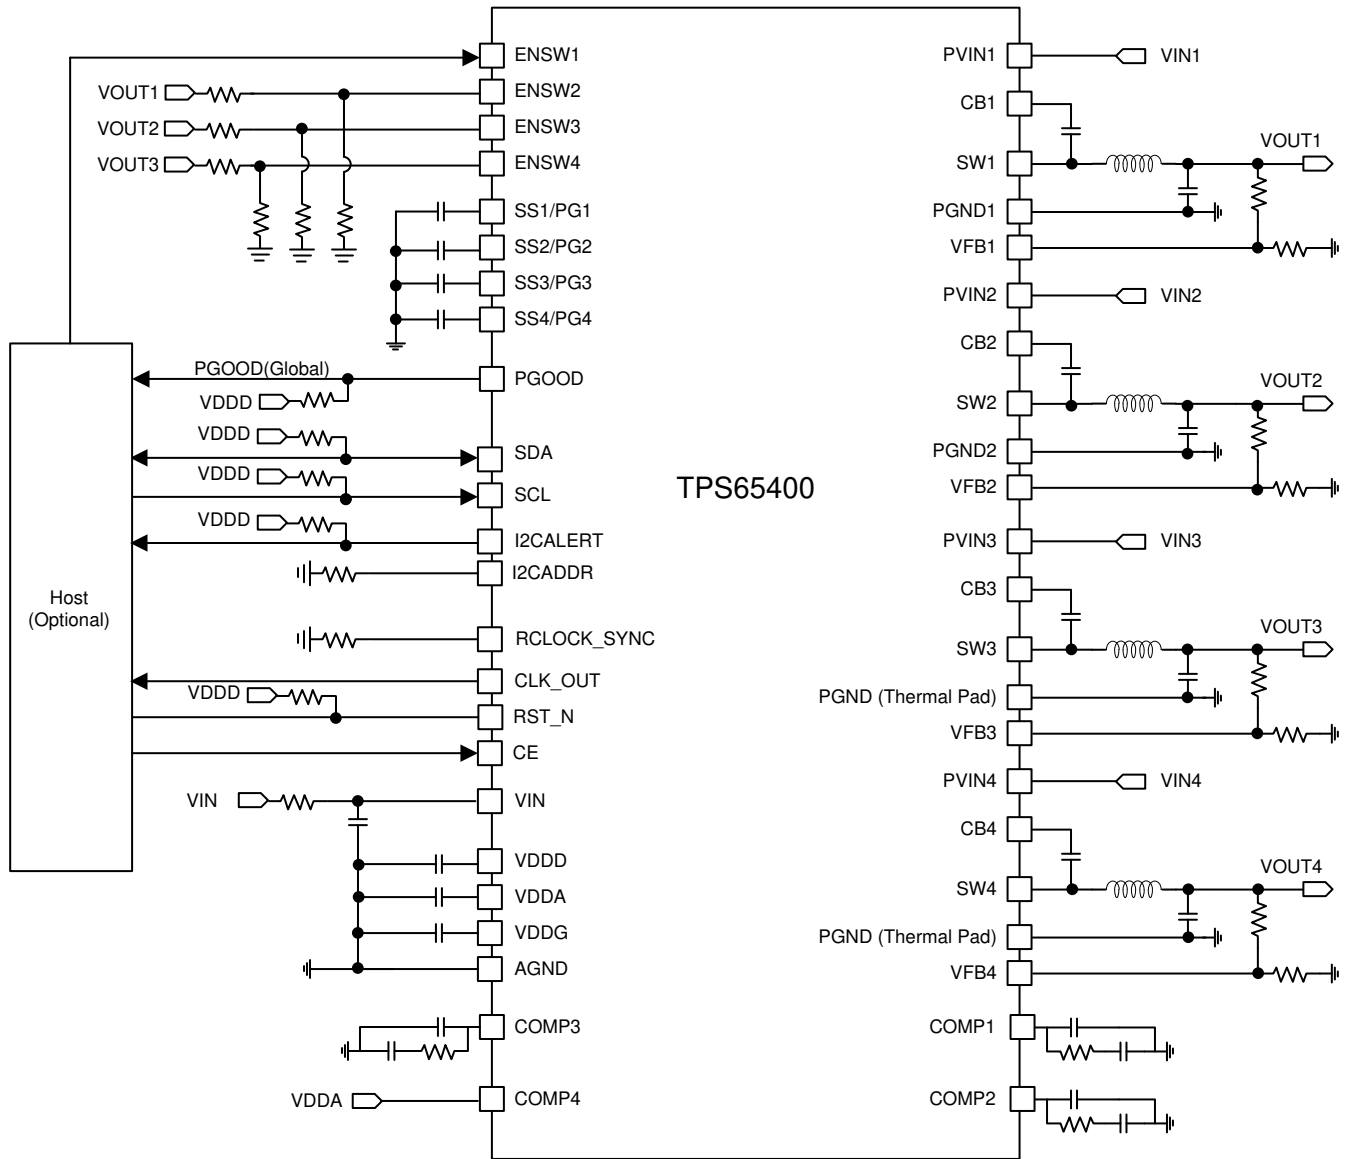 ENSW1
VOUT1
ENSW2
VOUT2
ENSW3
VOUT3
ENSW4
SS1/PG1
SS2/PG2
SS3/PG3
SS4/PG4
PGOOD(Global)
PGOOD
VDDD
VDDD
SDA
VDDD
SCL
VDDD
I2CALERT
I2CADDR
Host
(Optional)
RCLOCK_SYNC
CLK_OUT
VDDD
RST_N
CE
VIN
VIN
VDDD
VDDA
VDDG
AGND
COMP3
VDDA
COMP4
TPS65400
PVIN1
VIN1
CB1
SW1
VOUT1
PGND1
VFB1
PVIN2
VIN2
CB2
SW2
VOUT2
PGND2
VFB2
PVIN3
VIN3
CB3
SW3
VOUT3
PGND (Thermal Pad)
VFB3
PVIN4
VIN4
CB4
SW4
VOUT4
PGND (Thermal Pad)
VFB4
COMP1
COMP2